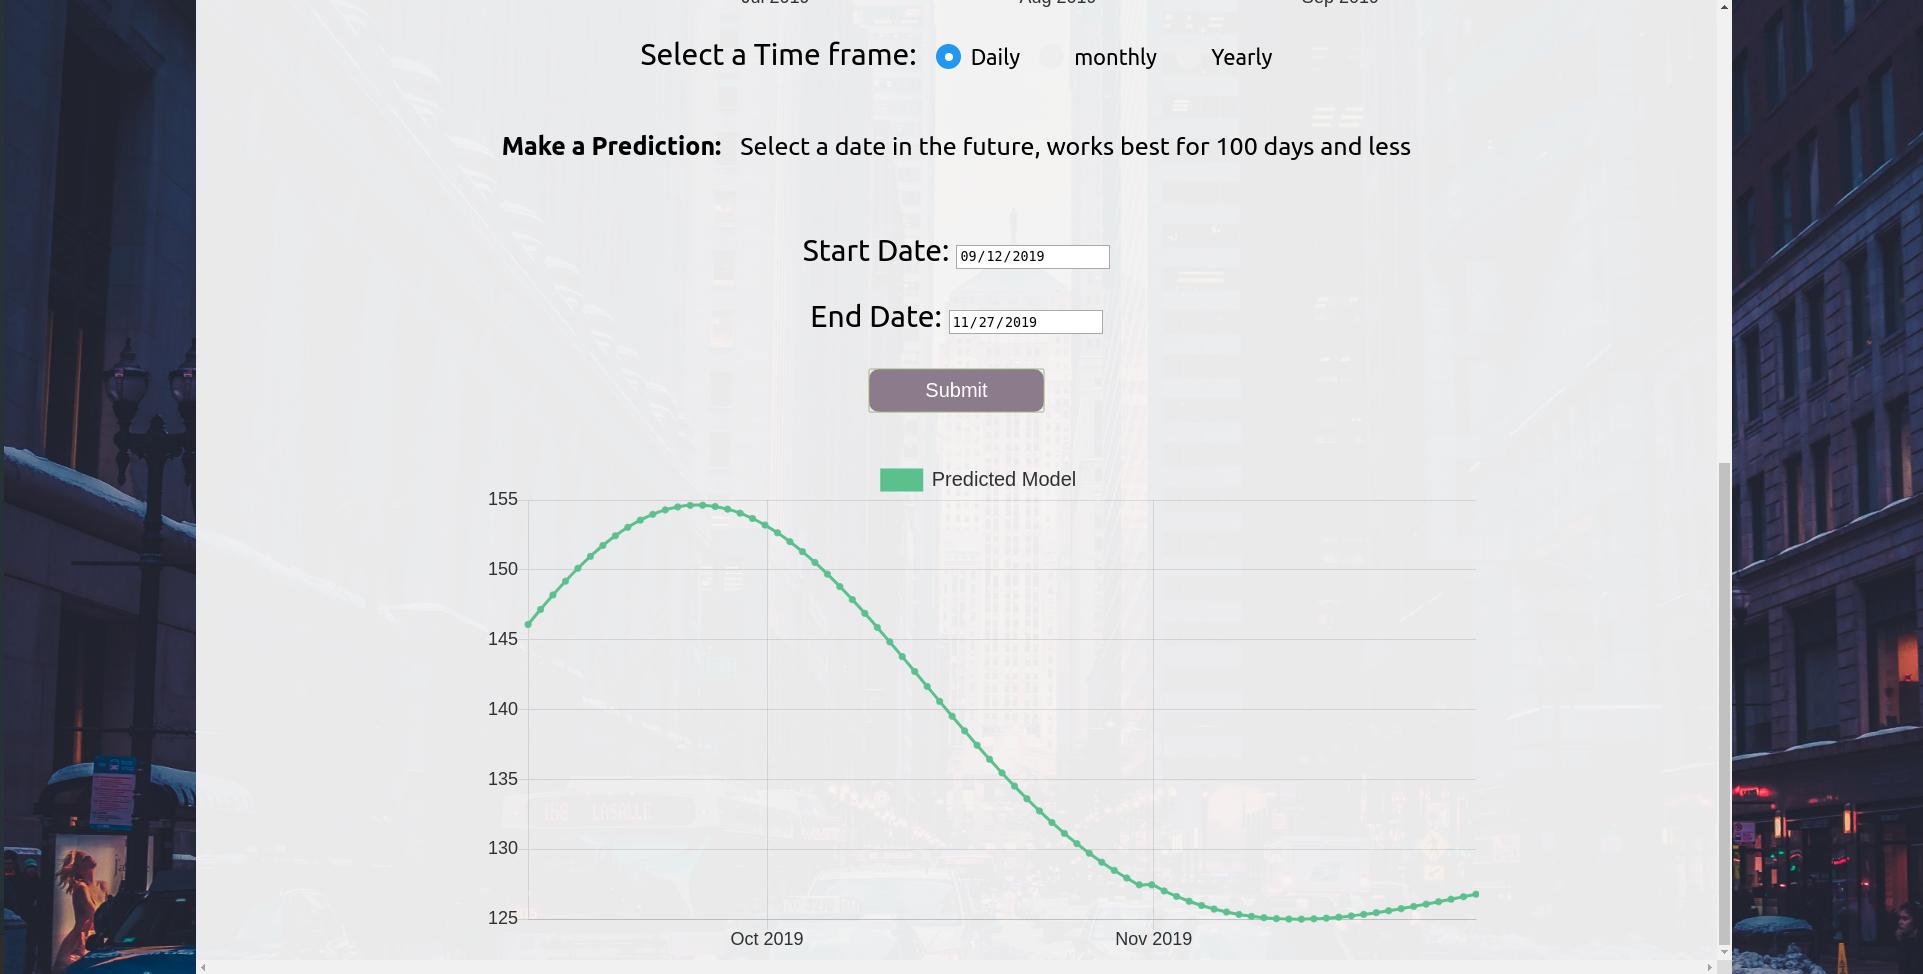 Jul 2019 Aug 2019 Sep 2019
Select a Time frame: Daily monthly Yearly
Make a Prediction: Select a date in the future, works best for 100 days and less
Start Date: 09/12/2019
End Date: 11/27/2019
Submit
Predicted Model
155
150
145
140
135
168 LASALLE
130
125
Oct 2019 Nov 2019